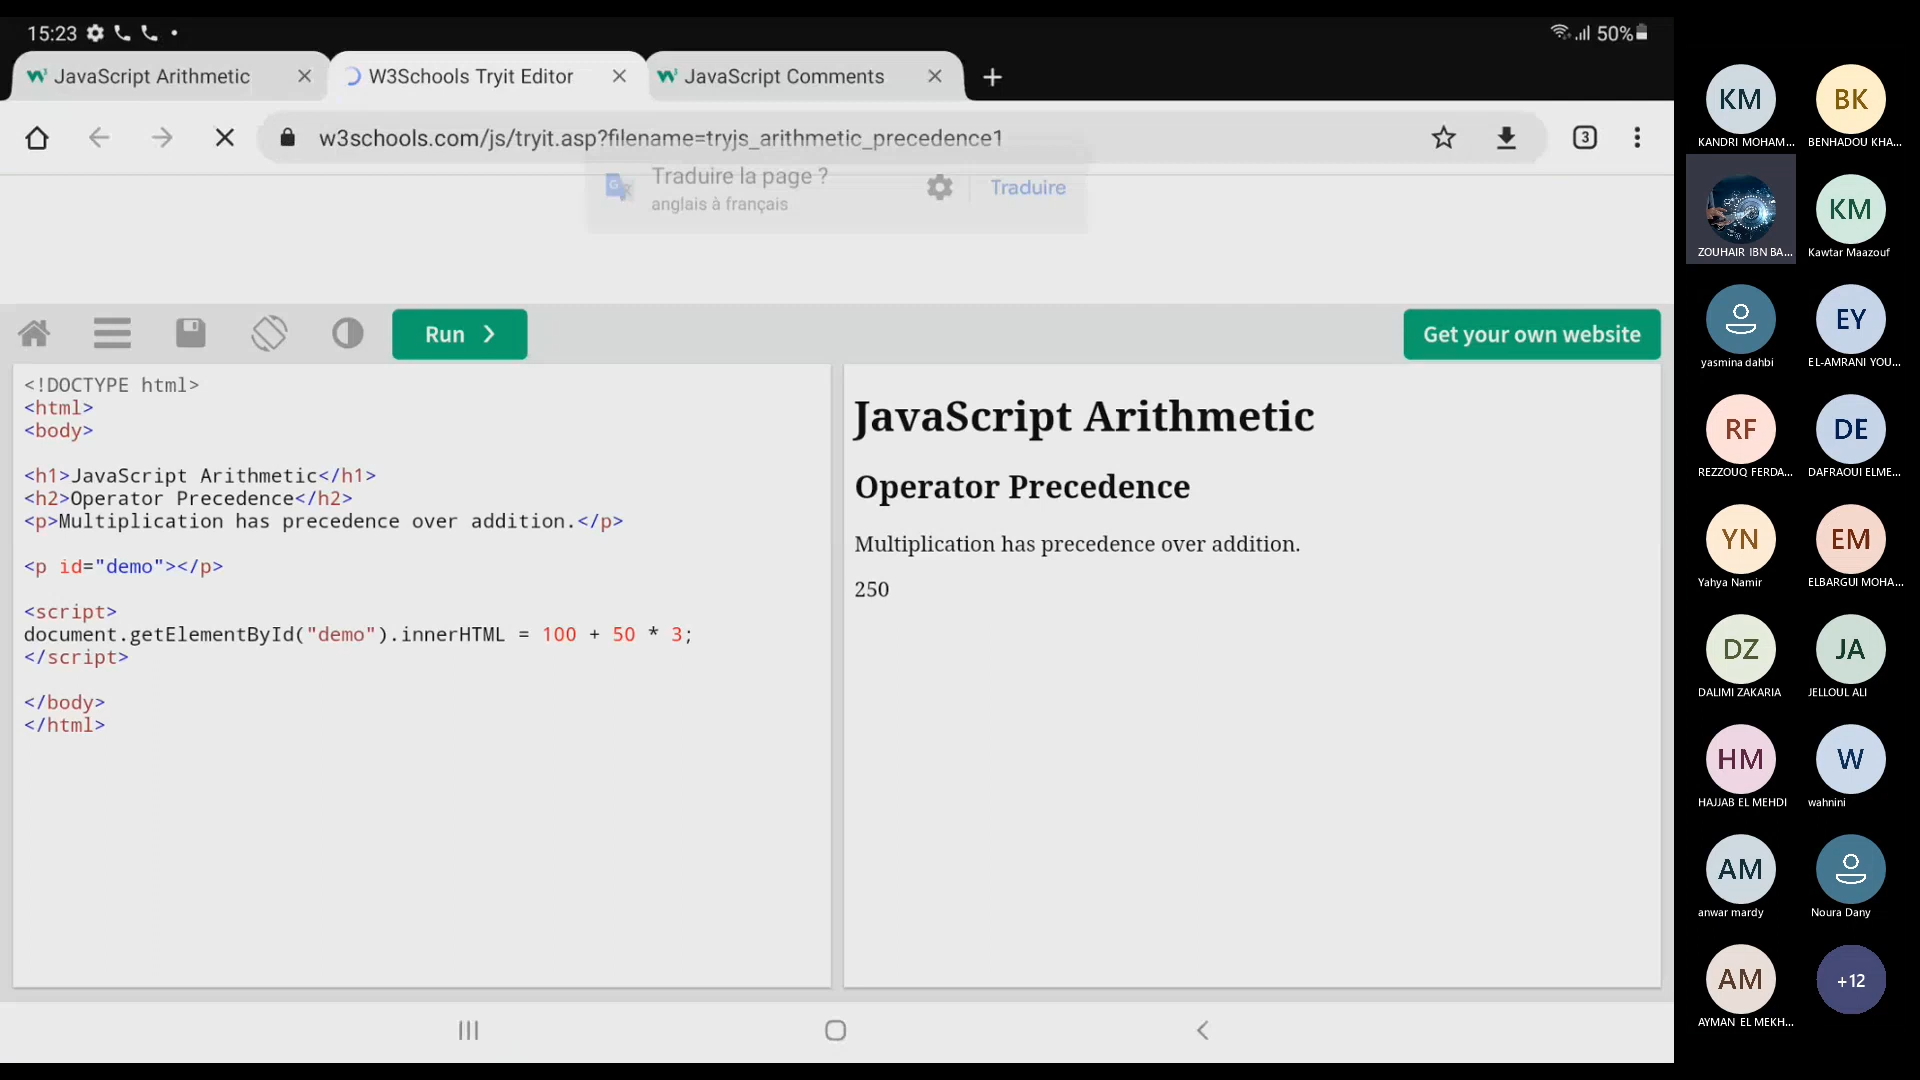 15:23
50%
JavaScript Arithmetic
W3Schools Tryit Editor
JavaScript Comments
w3schools.com/js/tryit.asp?filename=tryjs_arithmetic_precedence1
3
Traduire la page ?
anglais à français
Traduire
Run
Get your own website
<!DOCTYPE html>
<html>
<body>
<h1>JavaScript Arithmetic</h1>
<h2>Operator Precedence</h2>
<p>Multiplication has precedence over addition.</p>
<p id="demo"></p>
<script>
document.getElementById("demo").innerHTML = 100 + 50 * 3;
</script>
</body>
</html>
JavaScript Arithmetic
Operator Precedence
Multiplication has precedence over addition.
250
KM
BK
KANDRI MOHAM...
BENHADOU KHA...
KM
ZOUHAIR IBN BA...
Kawtar Maazouf
EY
yasmina dahbi
EL-AMRANI YOU...
RF
DE
REZZOUQ FERDA...
DAFRAOUI ELME...
YN
EM
Yahya Namir
ELBARGUI MOHA...
DZ
JA
DALIMI ZAKARIA
JELLOUL ALI
HM
W
HAJJAB EL MEHDI
wahnini
AM
anwar mardy
Noura Dany
AM
+12
AYMAN EL MEKH...